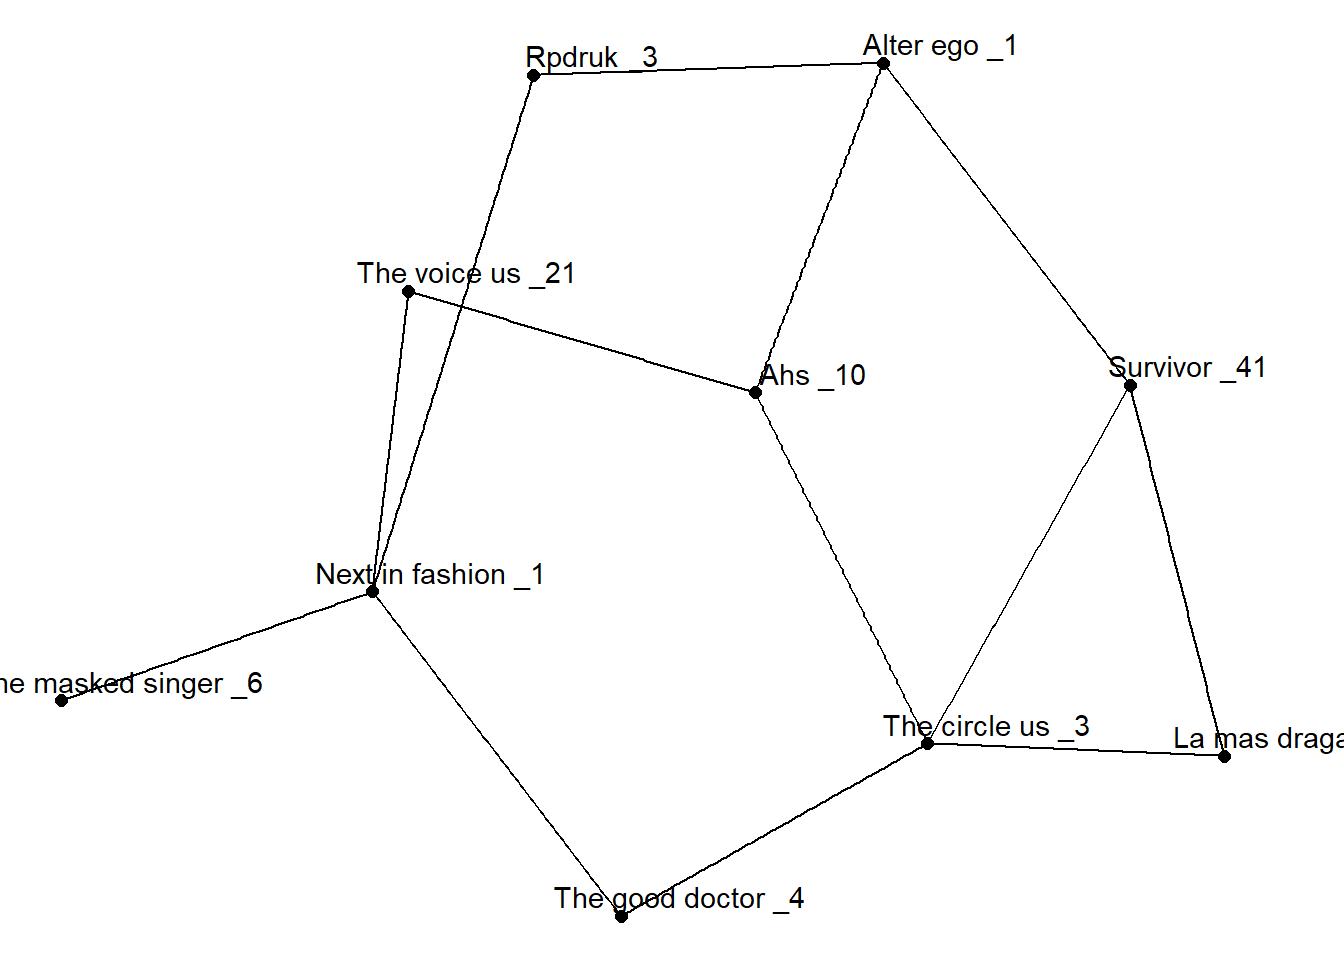 Alter ego _1
Rpdruk _3
The voice us _21
Survivor _41
Ahs _10
Next in fashion _1
he masked singer _6
The circle us _3
La mas draga
The good doctor _4